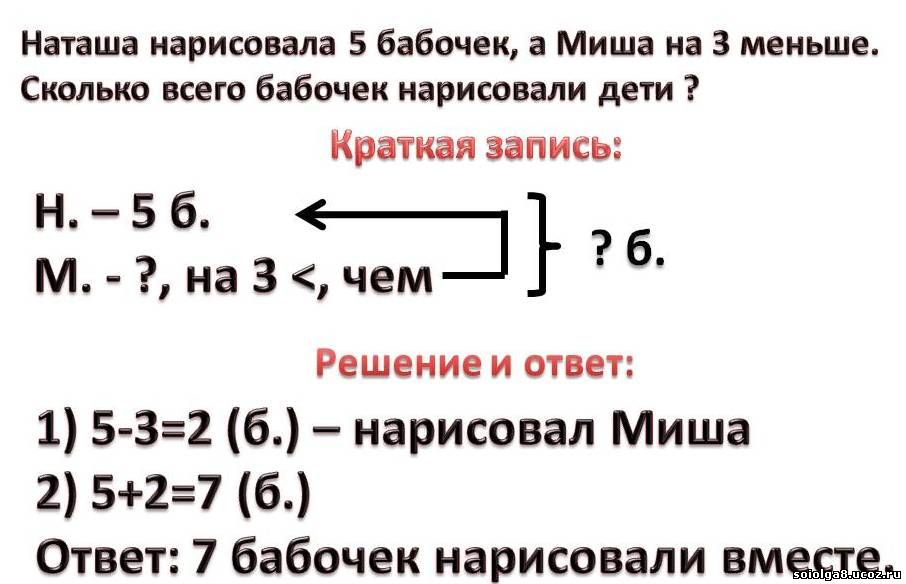 Наташа нарисовала 5 бабочек, а Миша на 3 меньше.
Сколько всего бабочек нарисовали дети ?
Краткая запись:
Н. – 5 б.
М. - ?, на 3 <, чем
? б.
Решение и ответ:
1) 5-3=2 (б.) – нарисовал Миша
2) 5+2=7 (б.)
Ответ: 7 бабочек нарисовали вместе.
soiolga8.ucoz.ru